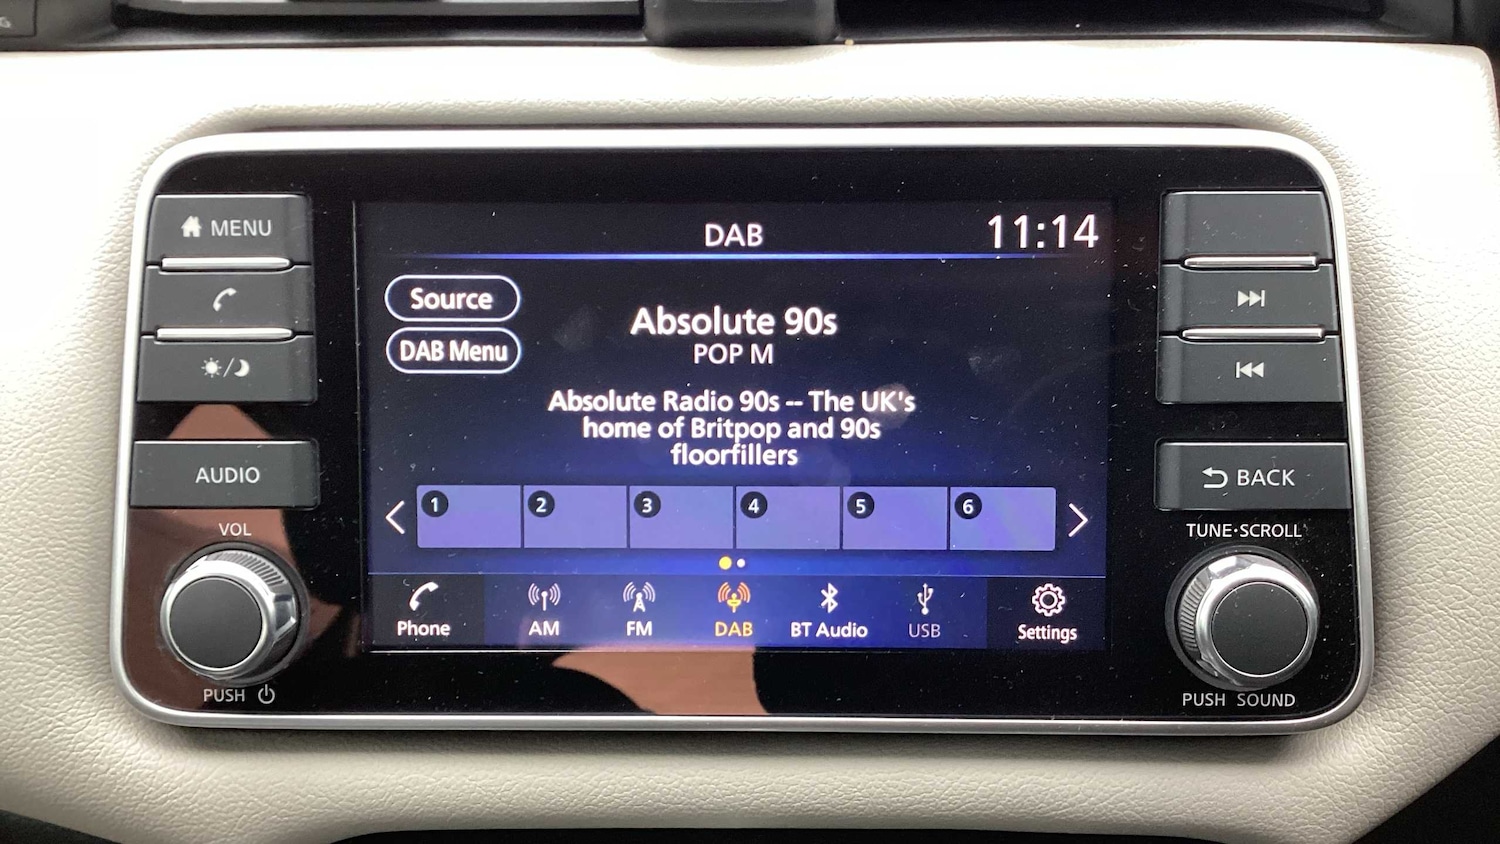 MENU
AUDIO
VOL
PUSH
DAB
11:14
Source
DAB Menu
Absolute 90s
POP M
Absolute Radio 90s -- The UK's
home of Britpop and 90s
floorfillers
1 2 3 4 5 6
Phone AM FM DAB BT Audio USB Settings
BACK
TUNE·SCROLL
PUSH SOUND